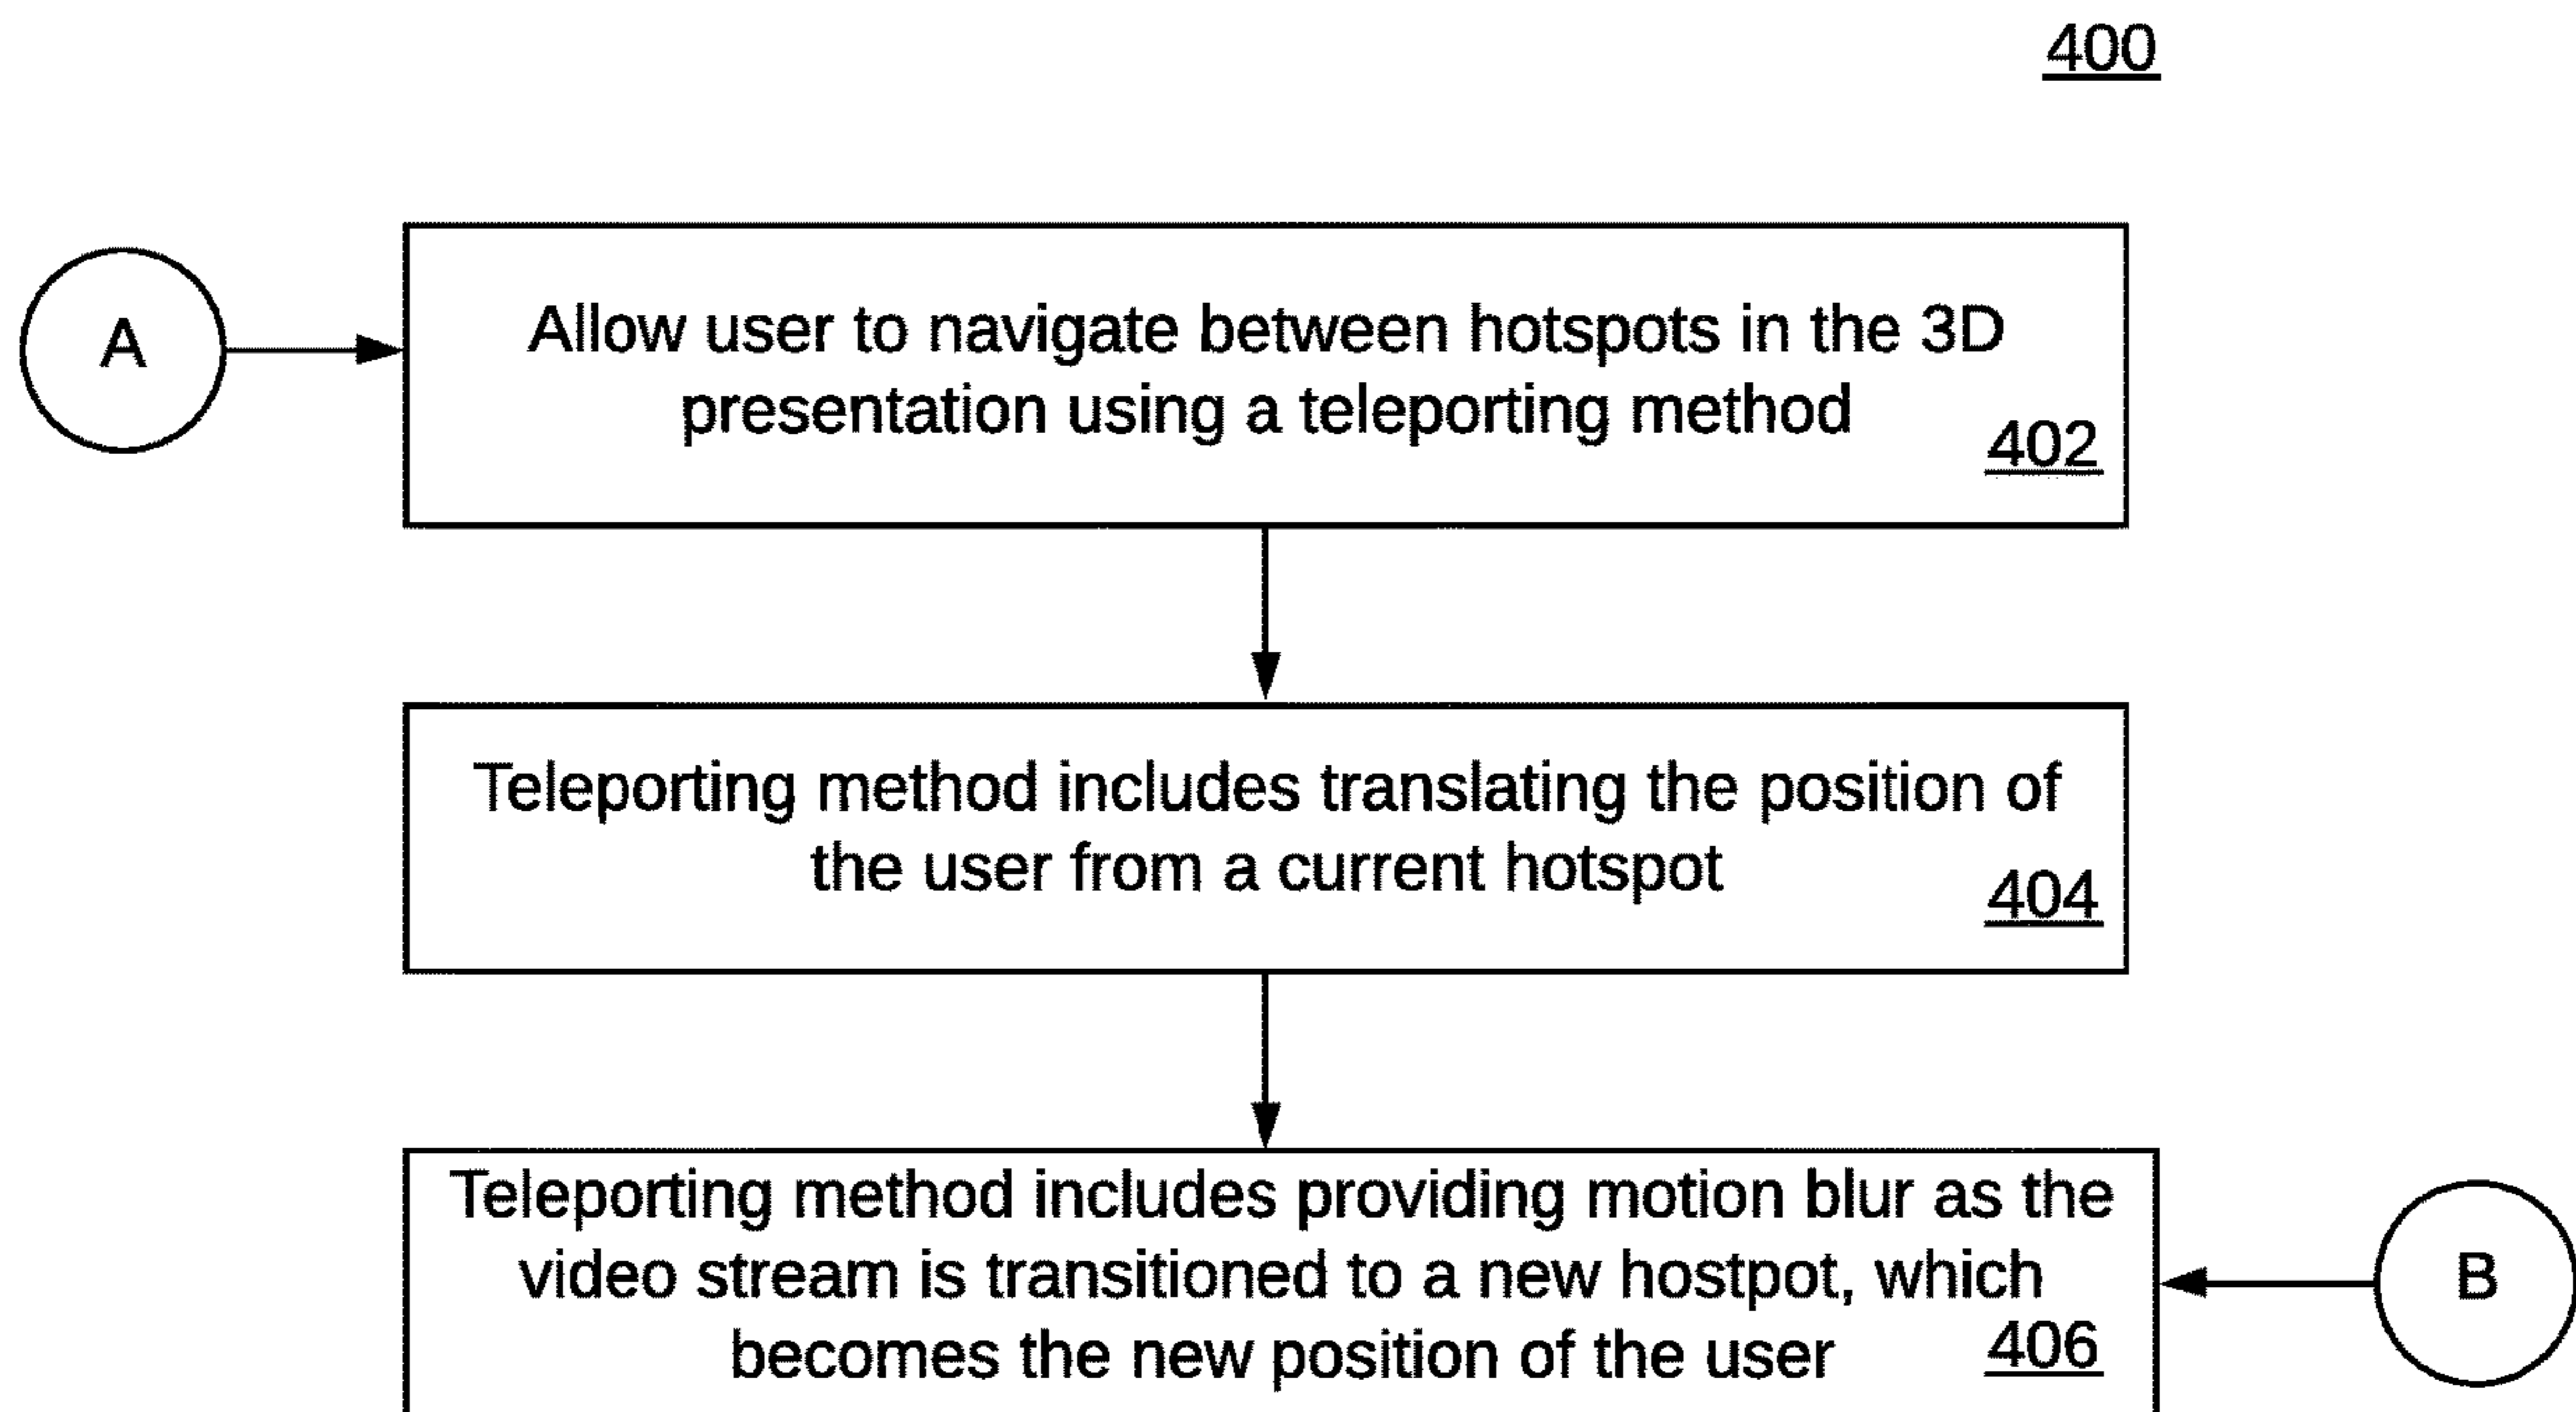 400
A
Allow user to navigate between hotspots in the 3D
presentation using a teleporting method
402
Teleporting method includes translating the position of
the user from a current hotspot
404
Teleporting method includes providing motion blur as the
video stream is transitioned to a new hostpot, which
becomes the new position of the user
406
B